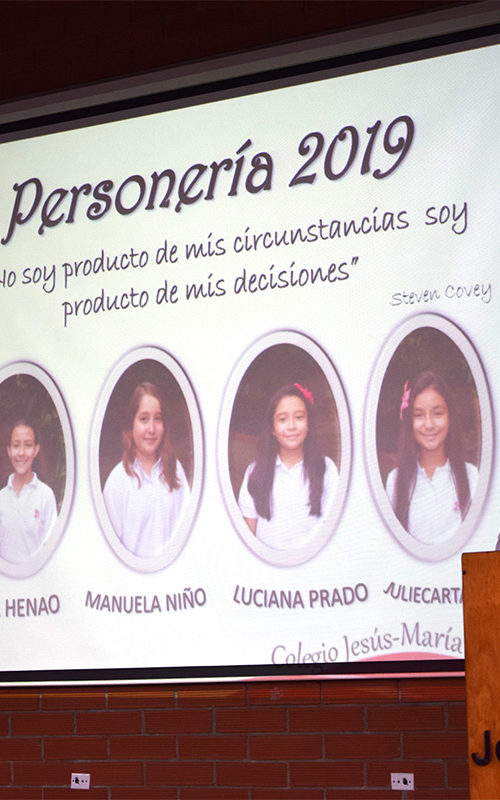 Personería 2019
No soy producto de mis circunstancias soy
producto de mis decisiones”
Steven Covey
HENAO
MANUELA NIÑO
LUCIANA PRADO
Colegio Jesús-María